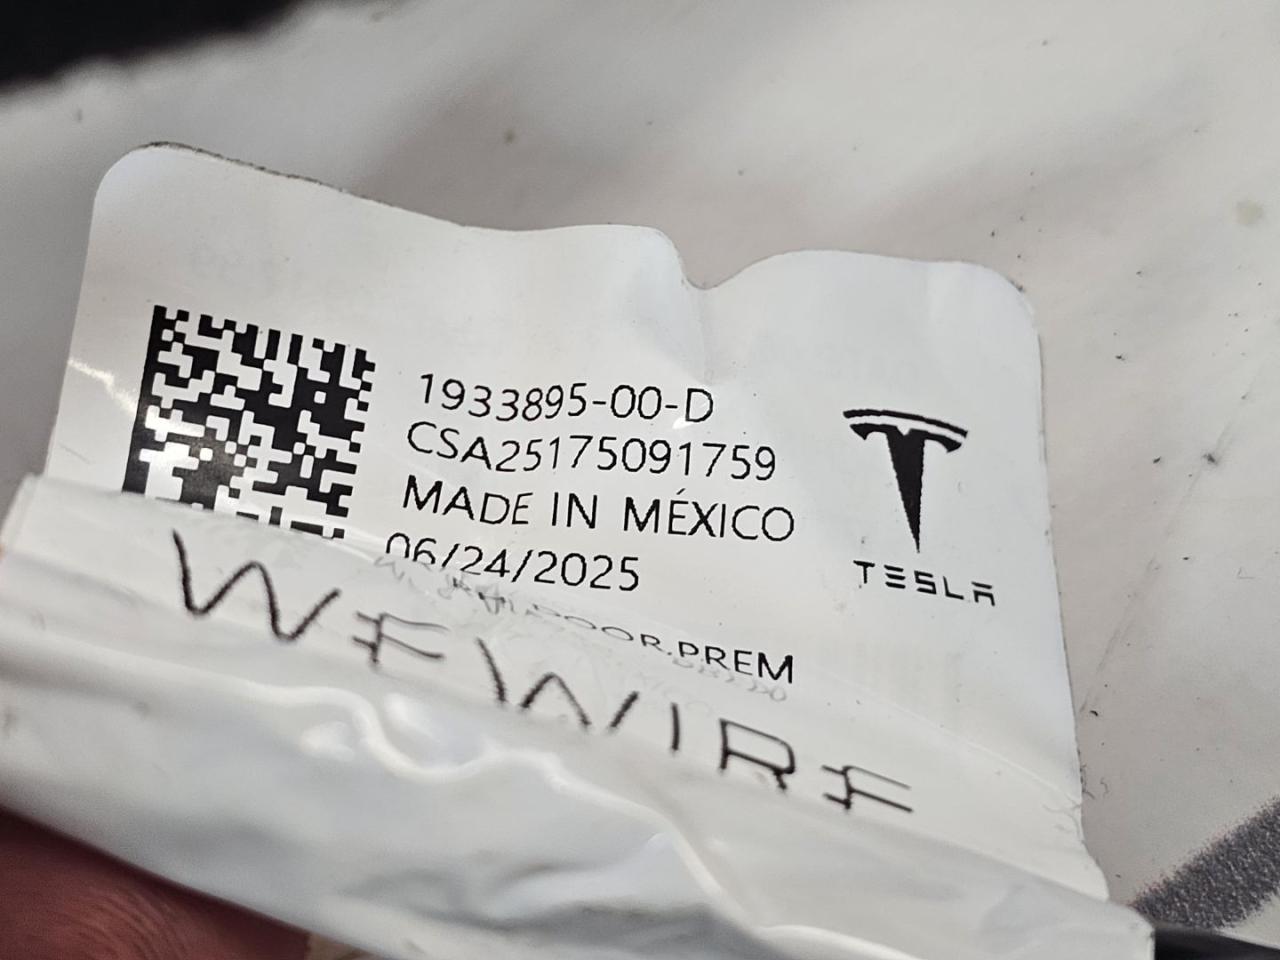 1933895-00-D
CSA25175091759
MADE IN MÉXICO
06/24/2025
DOOR,PREM
TESLA
WEWIRE